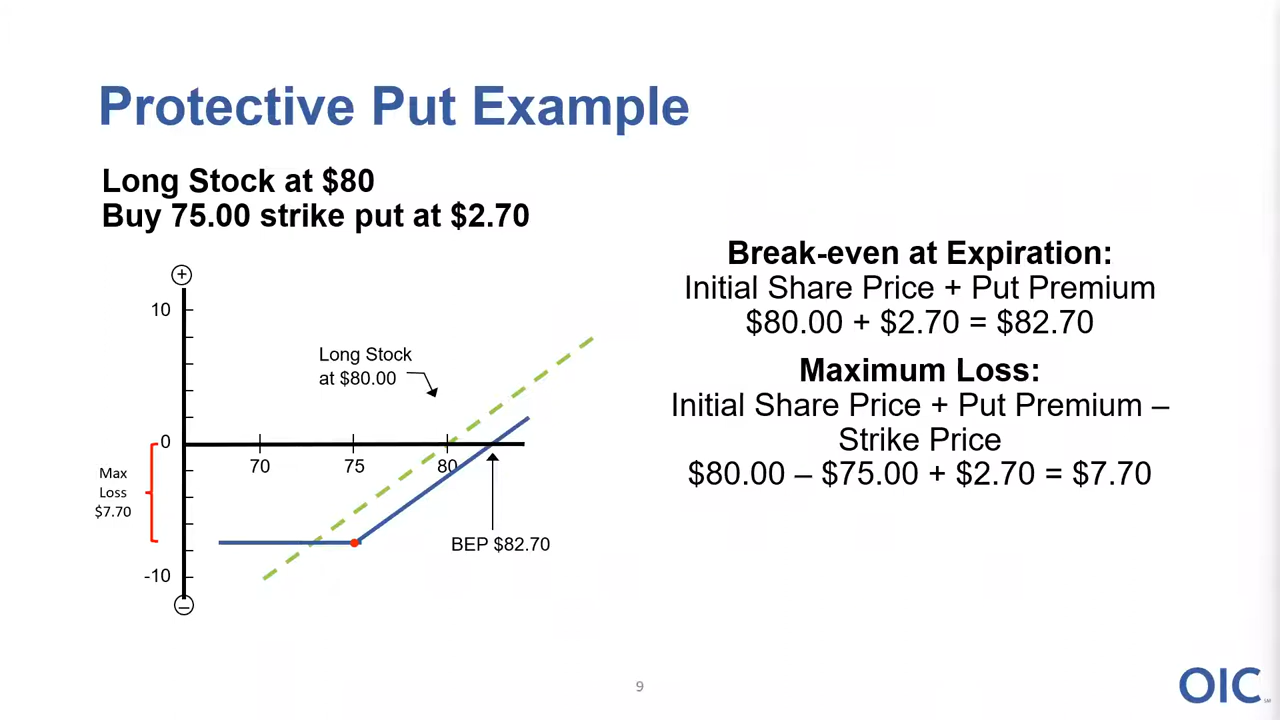 Protective Put Example
Long Stock at $80
Buy 75.00 strike put at $2.70
+
10
Long Stock
at $80.00
0
70 75 80
Max
Loss
$7.70
BEP $82.70
-10
–
Break-even at Expiration:
Initial Share Price + Put Premium
$80.00 + $2.70 = $82.70
Maximum Loss:
Initial Share Price + Put Premium –
Strike Price
$80.00 – $75.00 + $2.70 = $7.70
9
OIC